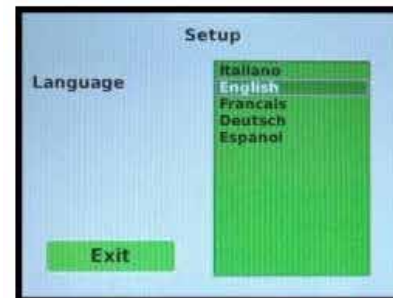 Setup
Language
Italiano
English
Francais
Deutsch
Espanol
Exit